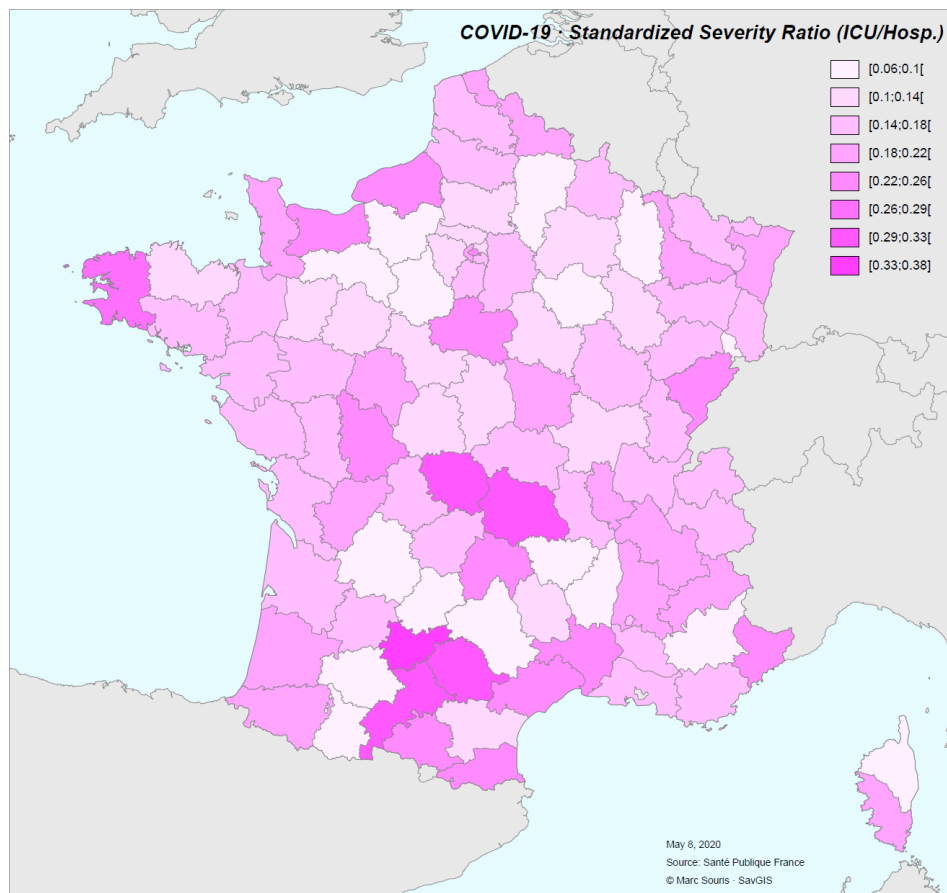 COVID-19 · Standardized Severity Ratio (ICU/Hosp.)
[0.06;0.1[
[0.1;0.14[
[0.14;0.18[
[0.18;0.22[
[0.22;0.26[
[0.26;0.29[
[0.29;0.33[
[0.33;0.38]
May 8, 2020
Source: Santé Publique France
© Marc Souris - SavGIS